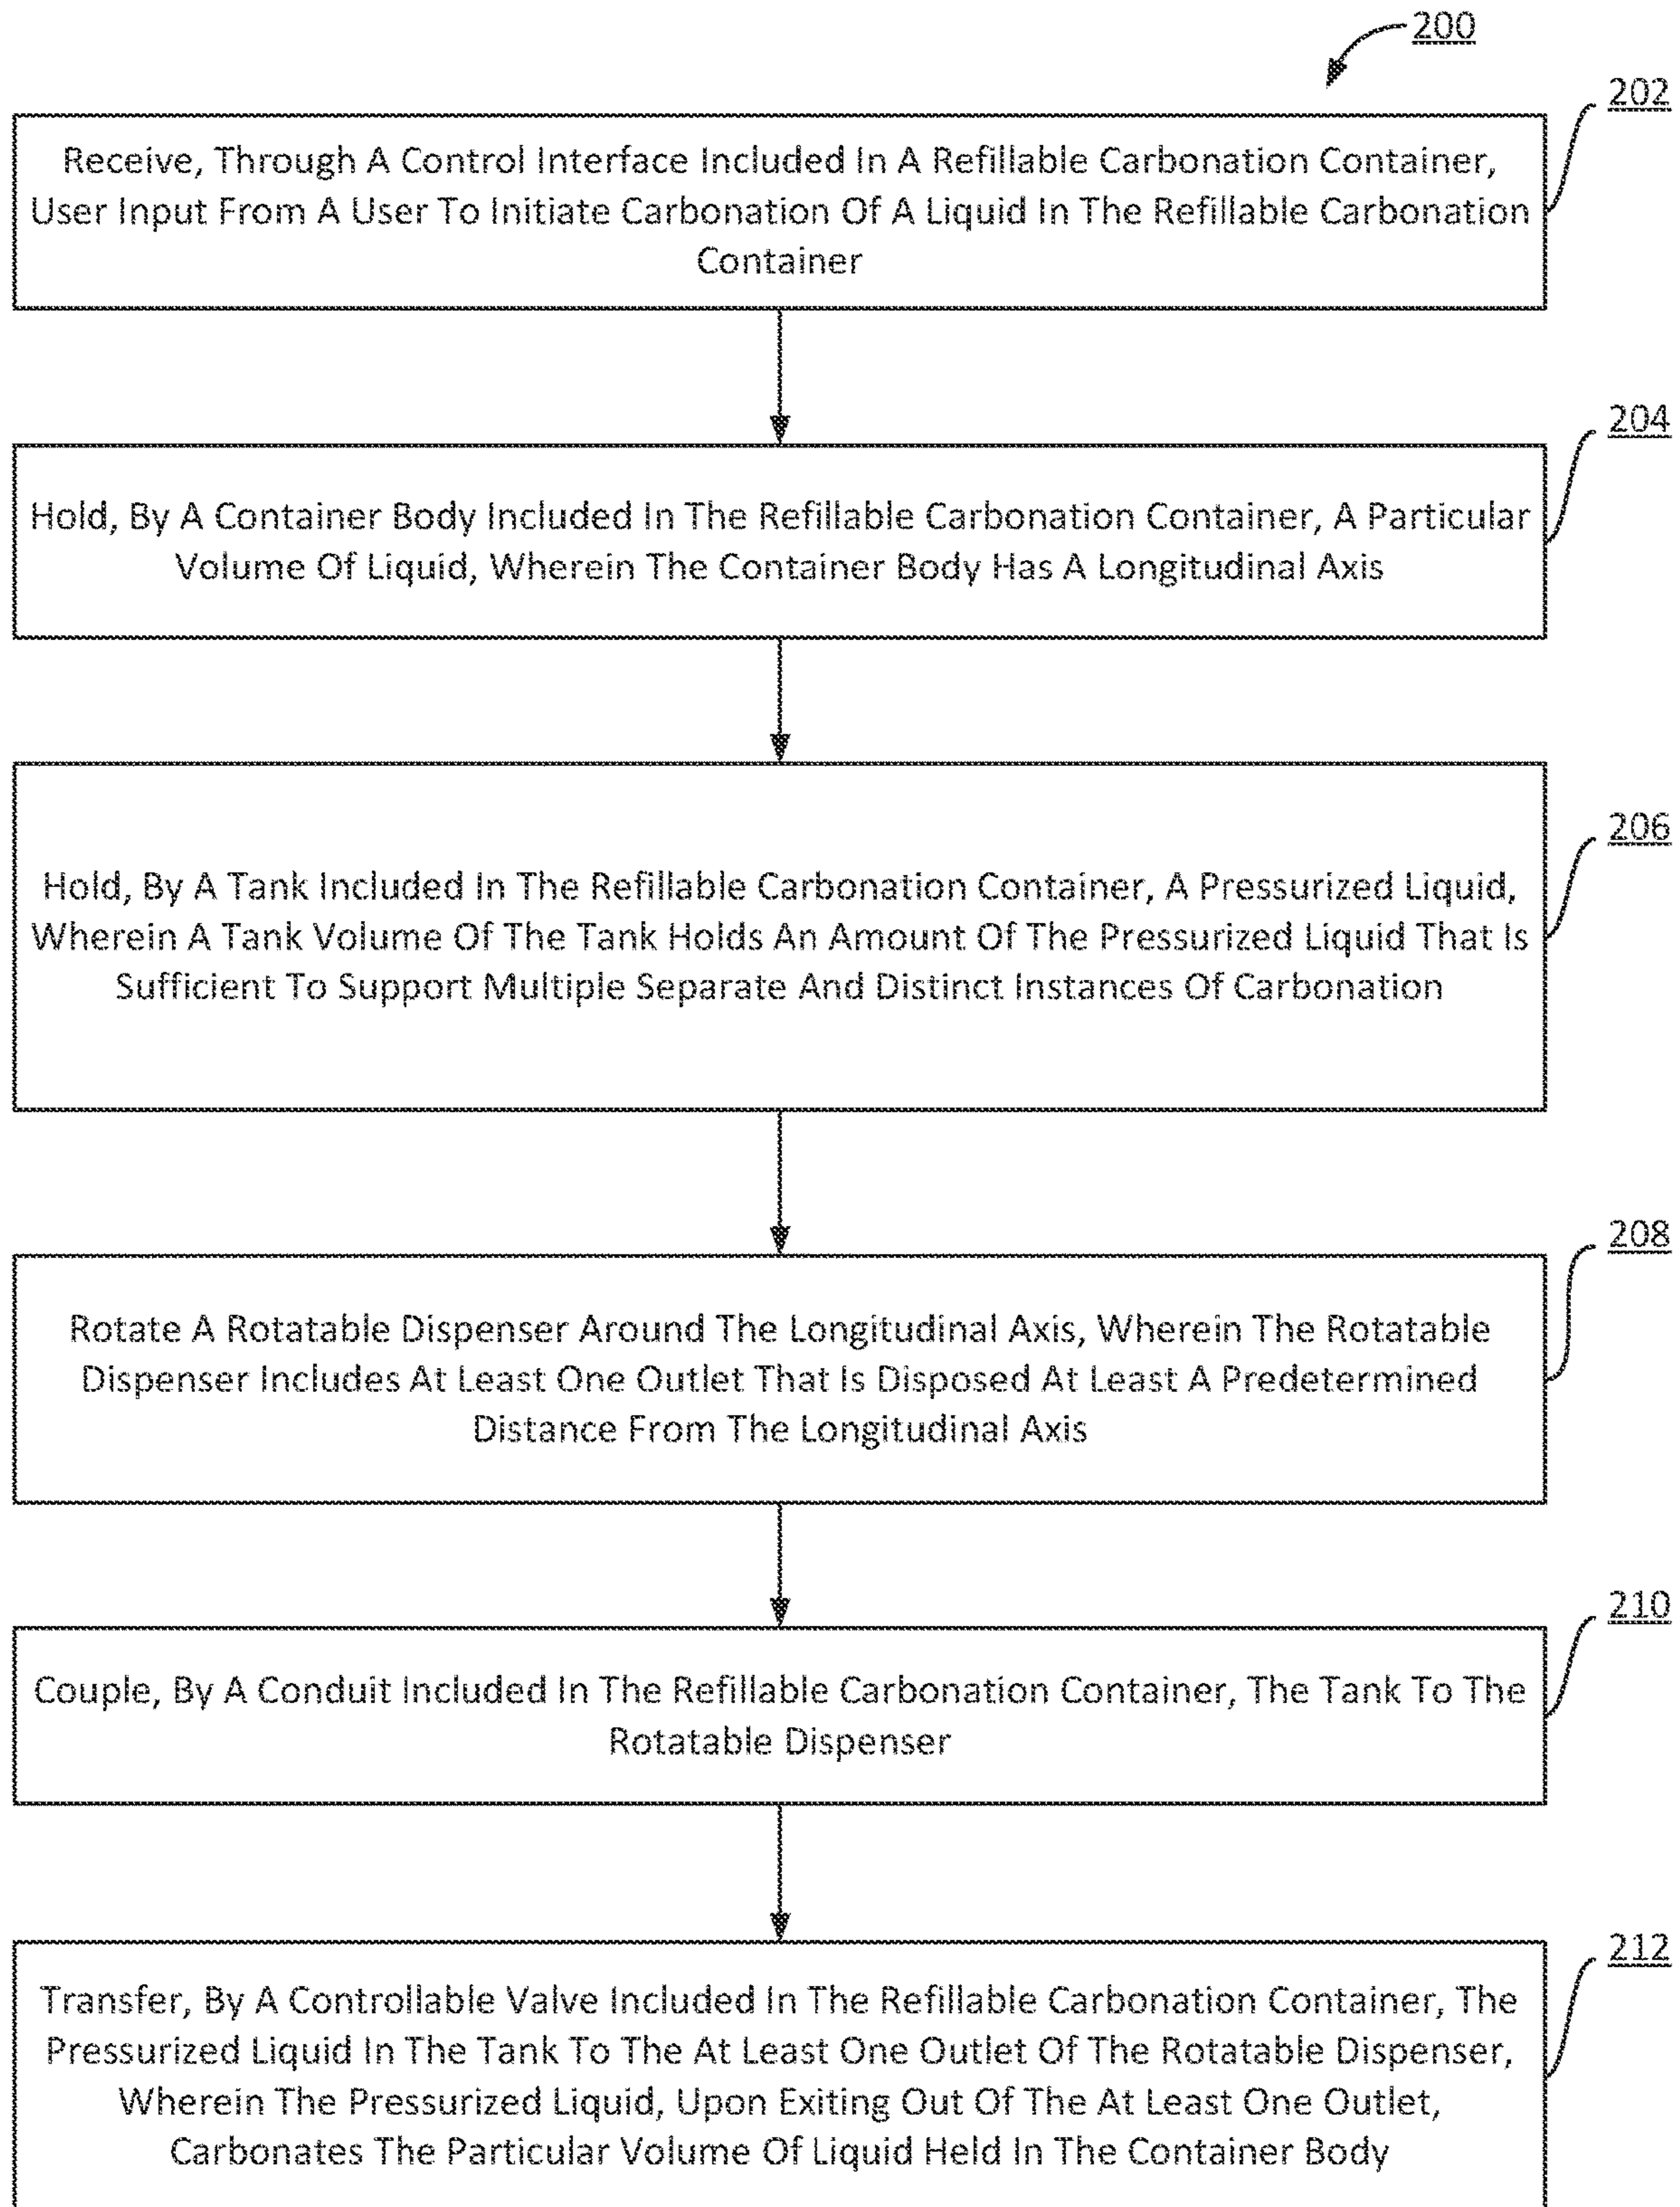 200
202
Receive, Through A Control Interface Included In A Refillable Carbonation Container,
User Input From A User To Initiate Carbonation Of A Liquid In The Refillable Carbonation
Container
204
Hold, By A Container Body Included In The Refillable Carbonation Container, A Particular
Volume Of Liquid, Wherein The Container Body Has A Longitudinal Axis
206
Hold, By A Tank Included In The Refillable Carbonation Container, A Pressurized Liquid,
Wherein A Tank Volume Of The Tank Holds An Amount Of The Pressurized Liquid That Is
Sufficient To Support Multiple Separate And Distinct Instances Of Carbonation
208
Rotate A Rotatable Dispenser Around The Longitudinal Axis, Wherein The Rotatable
Dispenser Includes At Least One Outlet That Is Disposed At Least A Predetermined
Distance From The Longitudinal Axis
210
Couple, By A Conduit Included In The Refillable Carbonation Container, The Tank To The
Rotatable Dispenser
212
Transfer, By A Controllable Valve Included In The Refillable Carbonation Container, The
Pressurized Liquid In The Tank To The At Least One Outlet Of The Rotatable Dispenser,
Wherein The Pressurized Liquid, Upon Exiting Out Of The At Least One Outlet,
Carbonates The Particular Volume Of Liquid Held In The Container Body